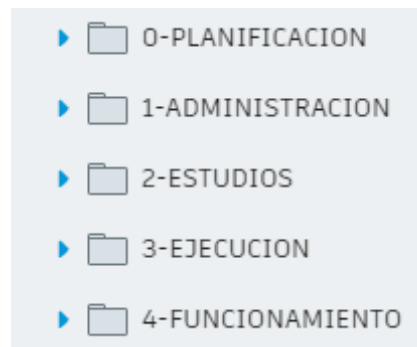 0-PLANIFICACION
1-ADMINISTRACION
2-ESTUDIOS
3-EJECUCION
4-FUNCIONAMIENTO